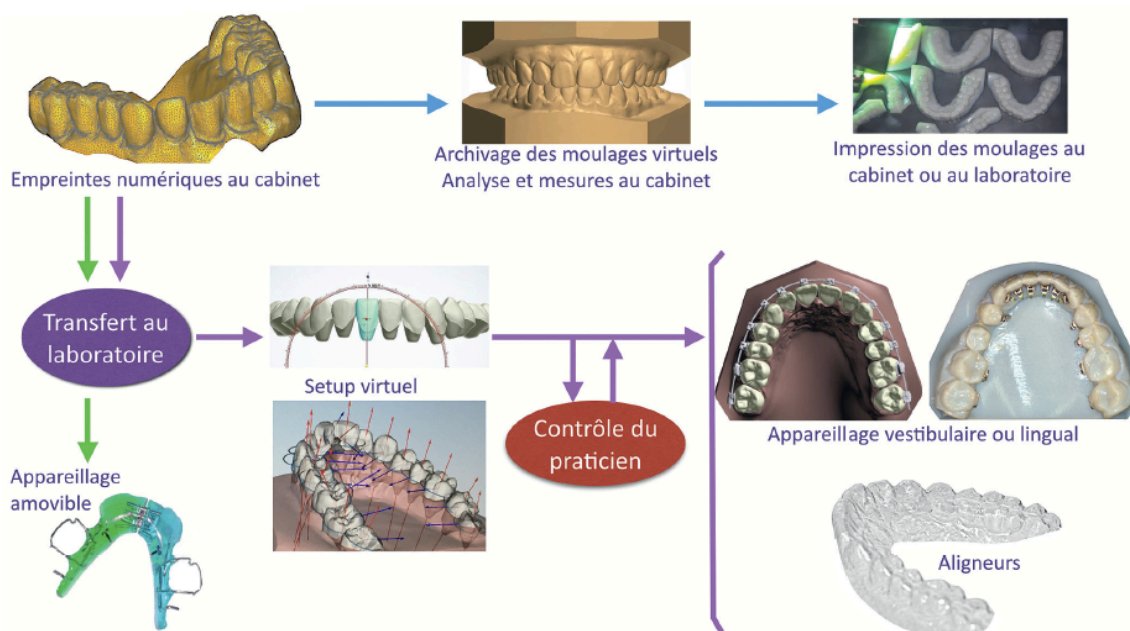 Empreintes numériques au cabinet
Archivage des moulages virtuels
Analyse et mesures au cabinet
Impression des moulages au
cabinet ou au laboratoire
Transfert au
laboratoire
Setup virtuel
Contrôle du
praticien
Appareillage vestibulaire ou lingual
Appareillage
amovible
Aligneurs